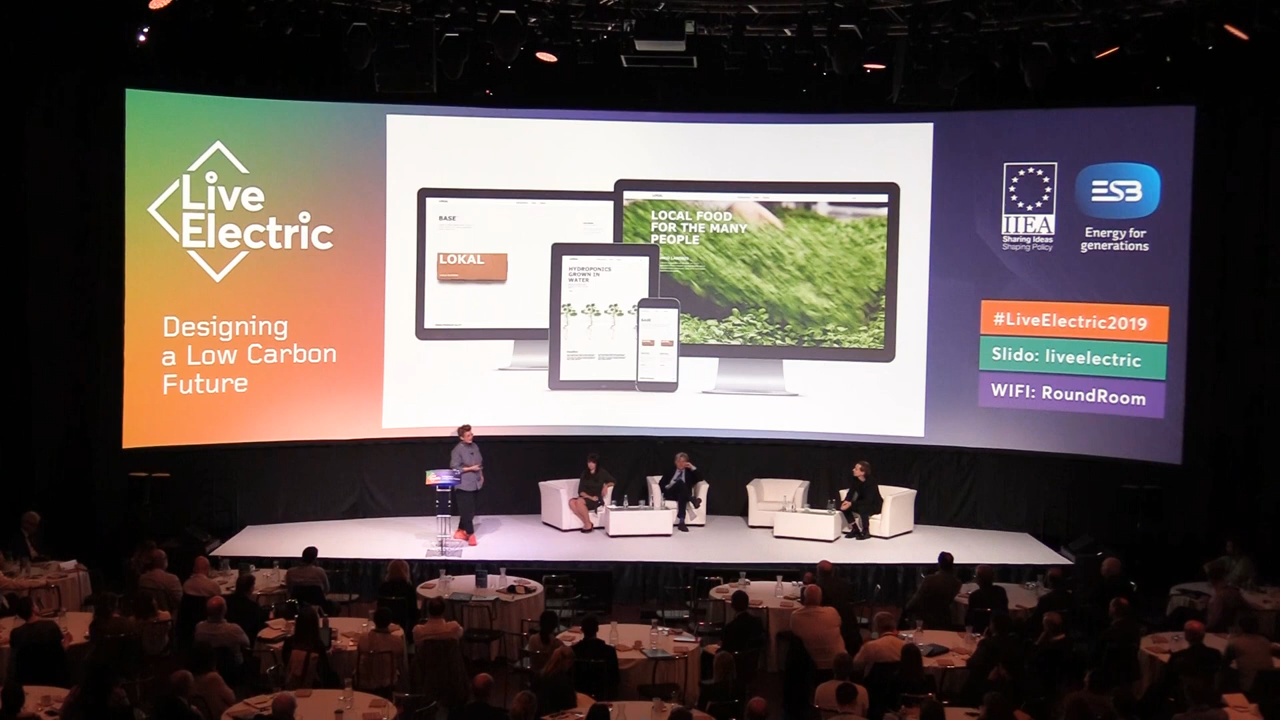 Live
Electric
Designing
a Low Carbon
Future
BASE
LOKAL
HYDROPONICS
GROWN IN
WATER
LOCAL FOOD
FOR THE MANY
PEOPLE
IIEA
Sharing Ideas
Shaping Policy
ESB
Energy for
generations
#LiveElectric2019
Slido: liveelectric
WIFI: RoundRoom